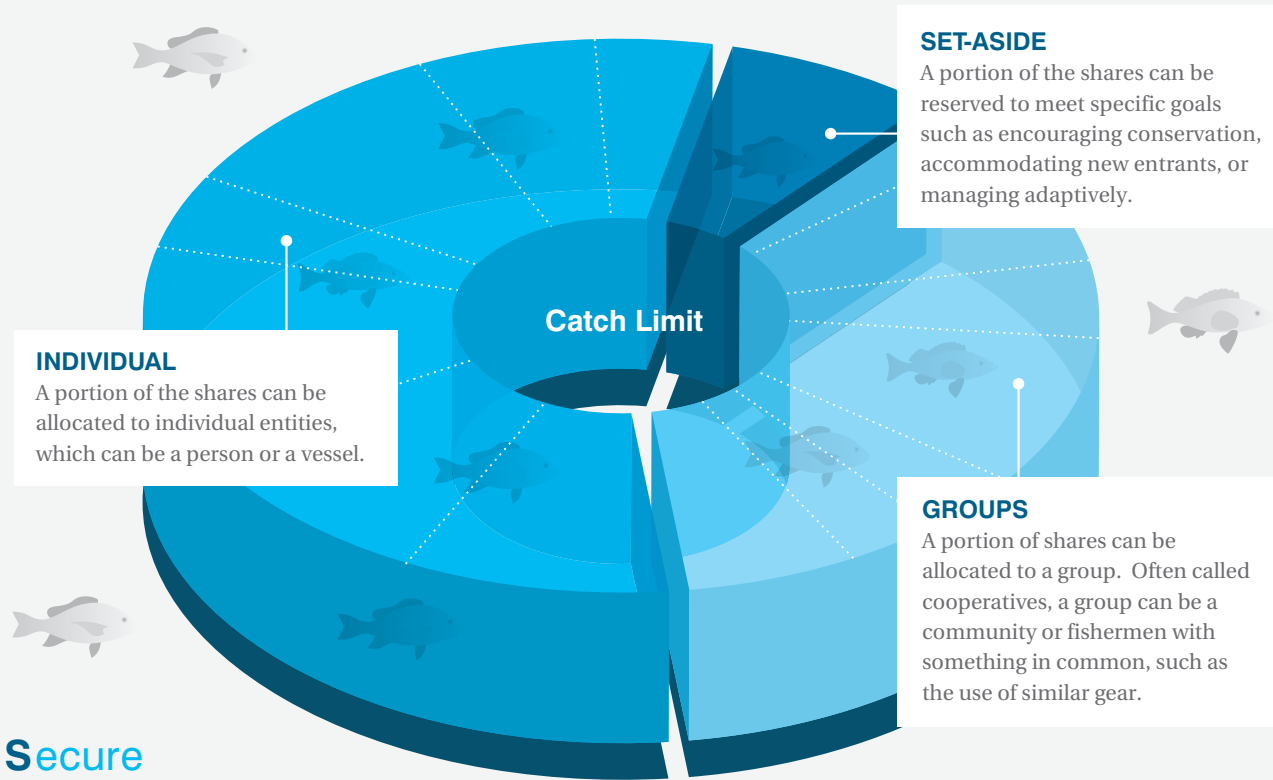 SET-ASIDE
A portion of the shares can be
reserved to meet specific goals
such as encouraging conservation,
accommodating new entrants, or
managing adaptively.
Catch Limit
INDIVIDUAL
A portion of the shares can be
allocated to individual entities,
which can be a person or a vessel.
GROUPS
A portion of shares can be
allocated to a group.  Often called
cooperatives, a group can be a
community or fishermen with
something in common, such as
the use of similar gear.
Secure